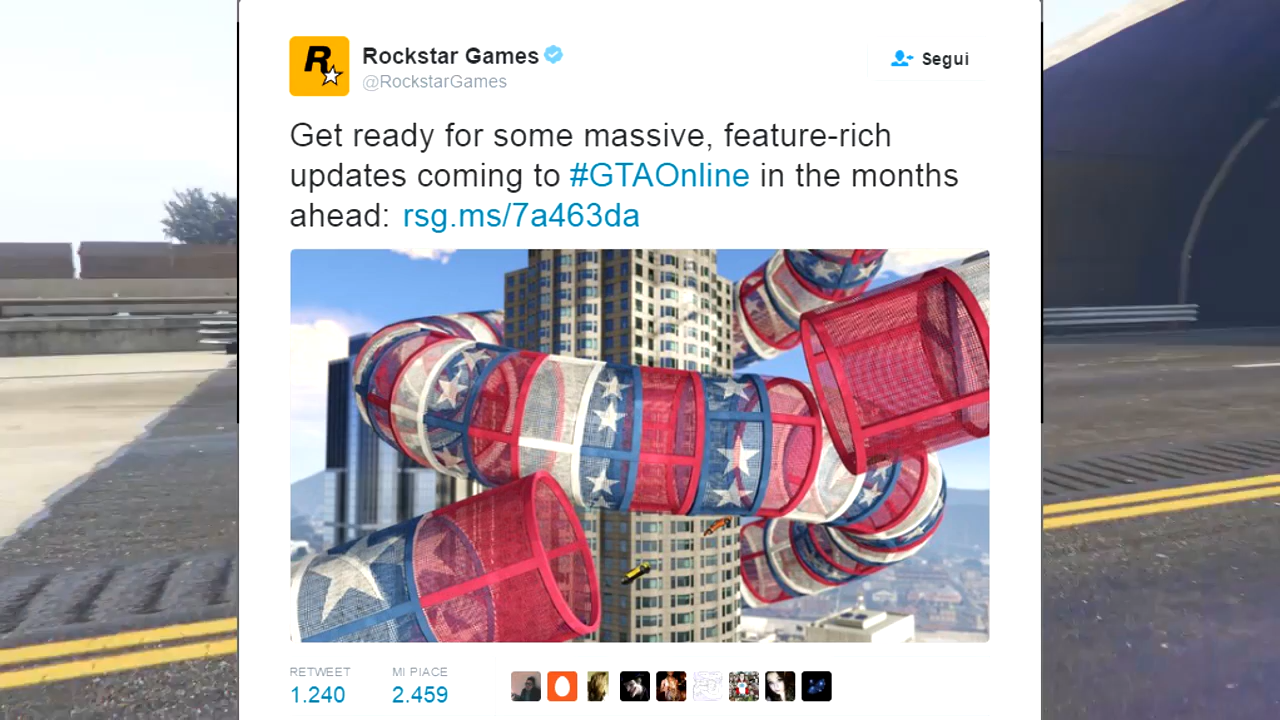 Rockstar Games
@RockstarGames
Segui
Get ready for some massive, feature-rich
updates coming to #GTAOnline in the months
ahead: rsg.ms/7a463da
RETWEET
MI PIACE
1.240
2.459